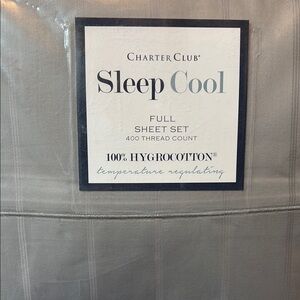 CHARTER CLUB®
Sleep Cool
FULL
SHEET SET
400 THREAD COUNT
100% HYGROCOTTON®
temperature regulating